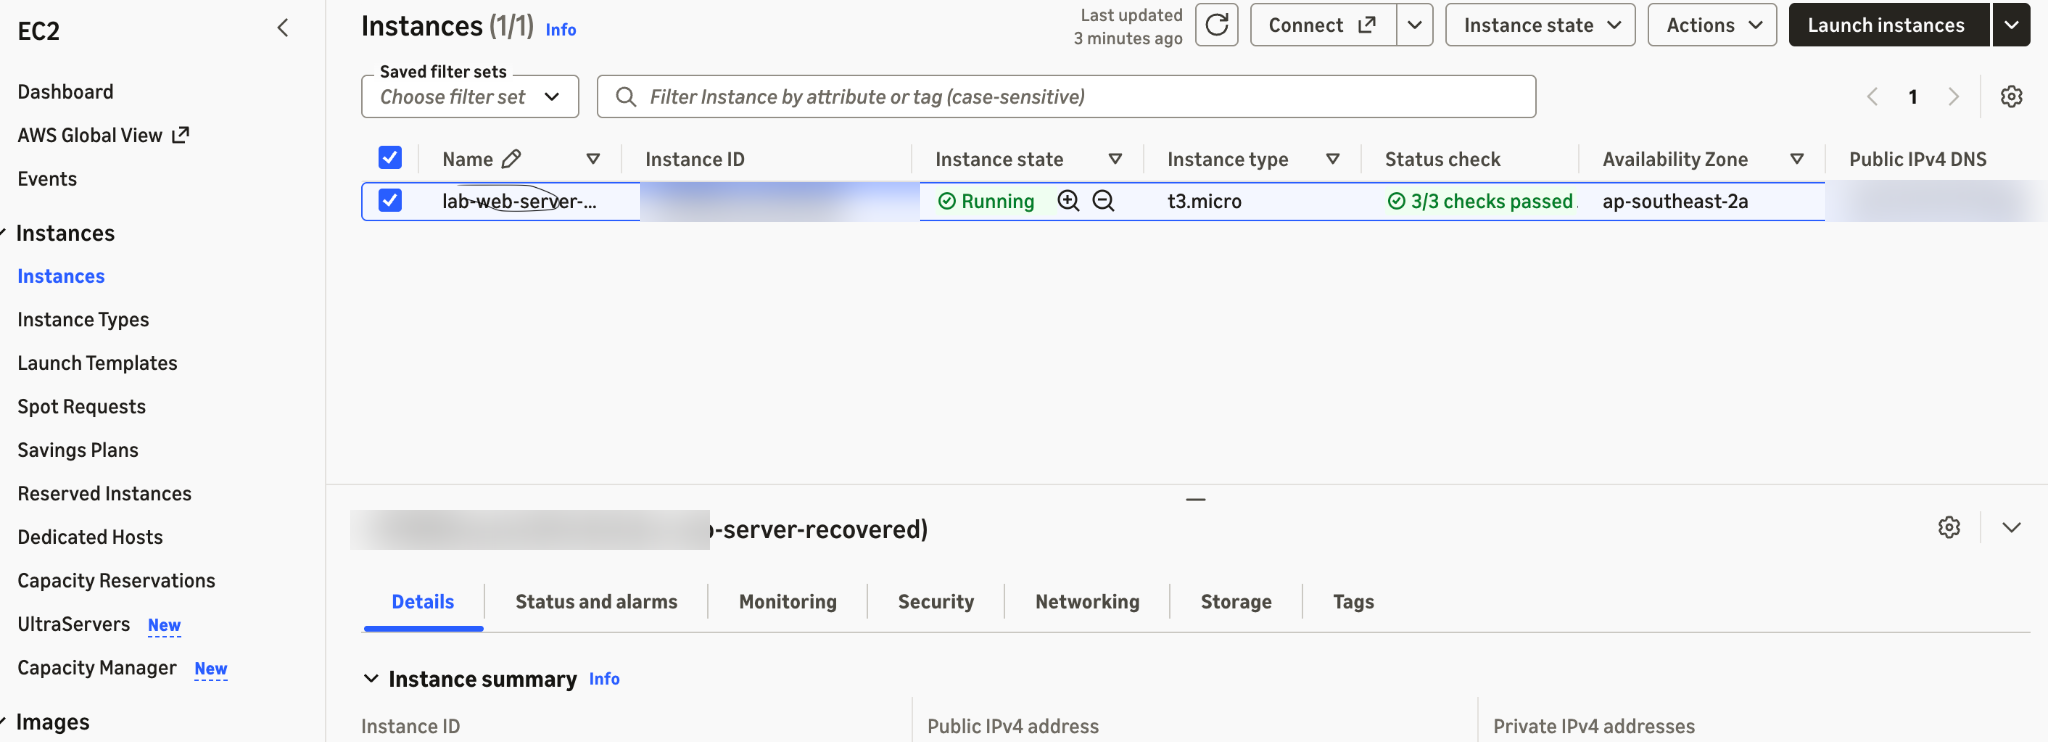 EC2
Dashboard
AWS Global View
Events
Instances
Instances
Instance Types
Launch Templates
Spot Requests
Savings Plans
Reserved Instances
Dedicated Hosts
Capacity Reservations
UltraServers New
Capacity Manager New
Images
Instances (1/1) Info
Last updated
3 minutes ago
Connect
Instance state
Actions
Launch instances
Saved filter sets
Choose filter set
Filter Instance by attribute or tag (case-sensitive)
1
Name Instance ID Instance state Instance type Status check Availability Zone Public IPv4 DNS
lab-web-server-... Running t3.micro 3/3 checks passed ap-southeast-2a
-server-recovered)
Details Status and alarms Monitoring Security Networking Storage Tags
Instance summary Info
Instance ID Public IPv4 address Private IPv4 addresses